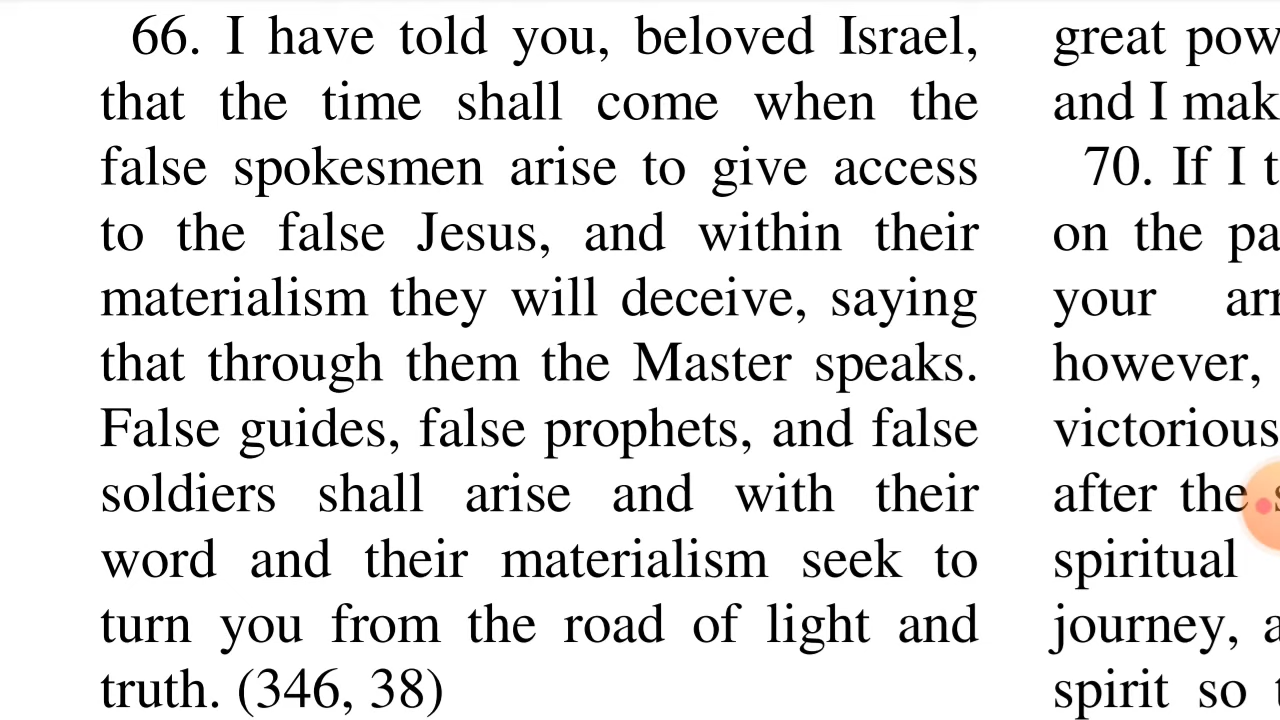 66. I have told you, beloved Israel,
that the time shall come when the
false spokesmen arise to give access
to the false Jesus, and within their
materialism they will deceive, saying
that through them the Master speaks.
False guides, false prophets, and false
soldiers shall arise and with their
word and their materialism seek to
turn you from the road of light and
truth. (346, 38)
great
and I
70. If I
on the
your
however,
victorious
after the
spiritual
journey,
spirit so